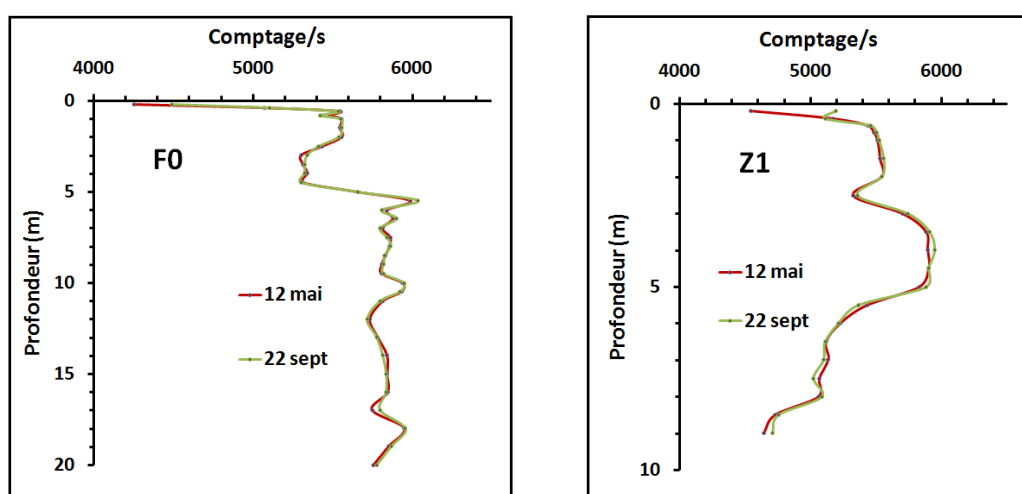 Comptage/s
4000 5000 6000
0
F0
5
Profondeur (m)
10
12 mai
22 sept
15
20
Comptage/s
4000 5000 6000
0
Z1
Profondeur (m)
12 mai
5
22 sept
10